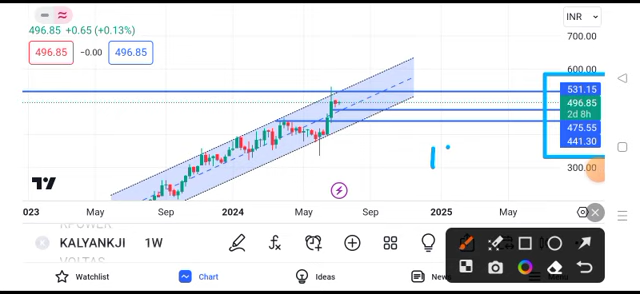 INR
496.85 +0.65 (+0.13%)
700.00
496.85 −0.00 496.85
600.00
531.15
496.85
2d 8h
475.55
441.30
300.00
2023 May Sep 2024 May Sep 2025 May
KALYANKJI 1W
VOLTAS
Watchlist Chart Ideas News